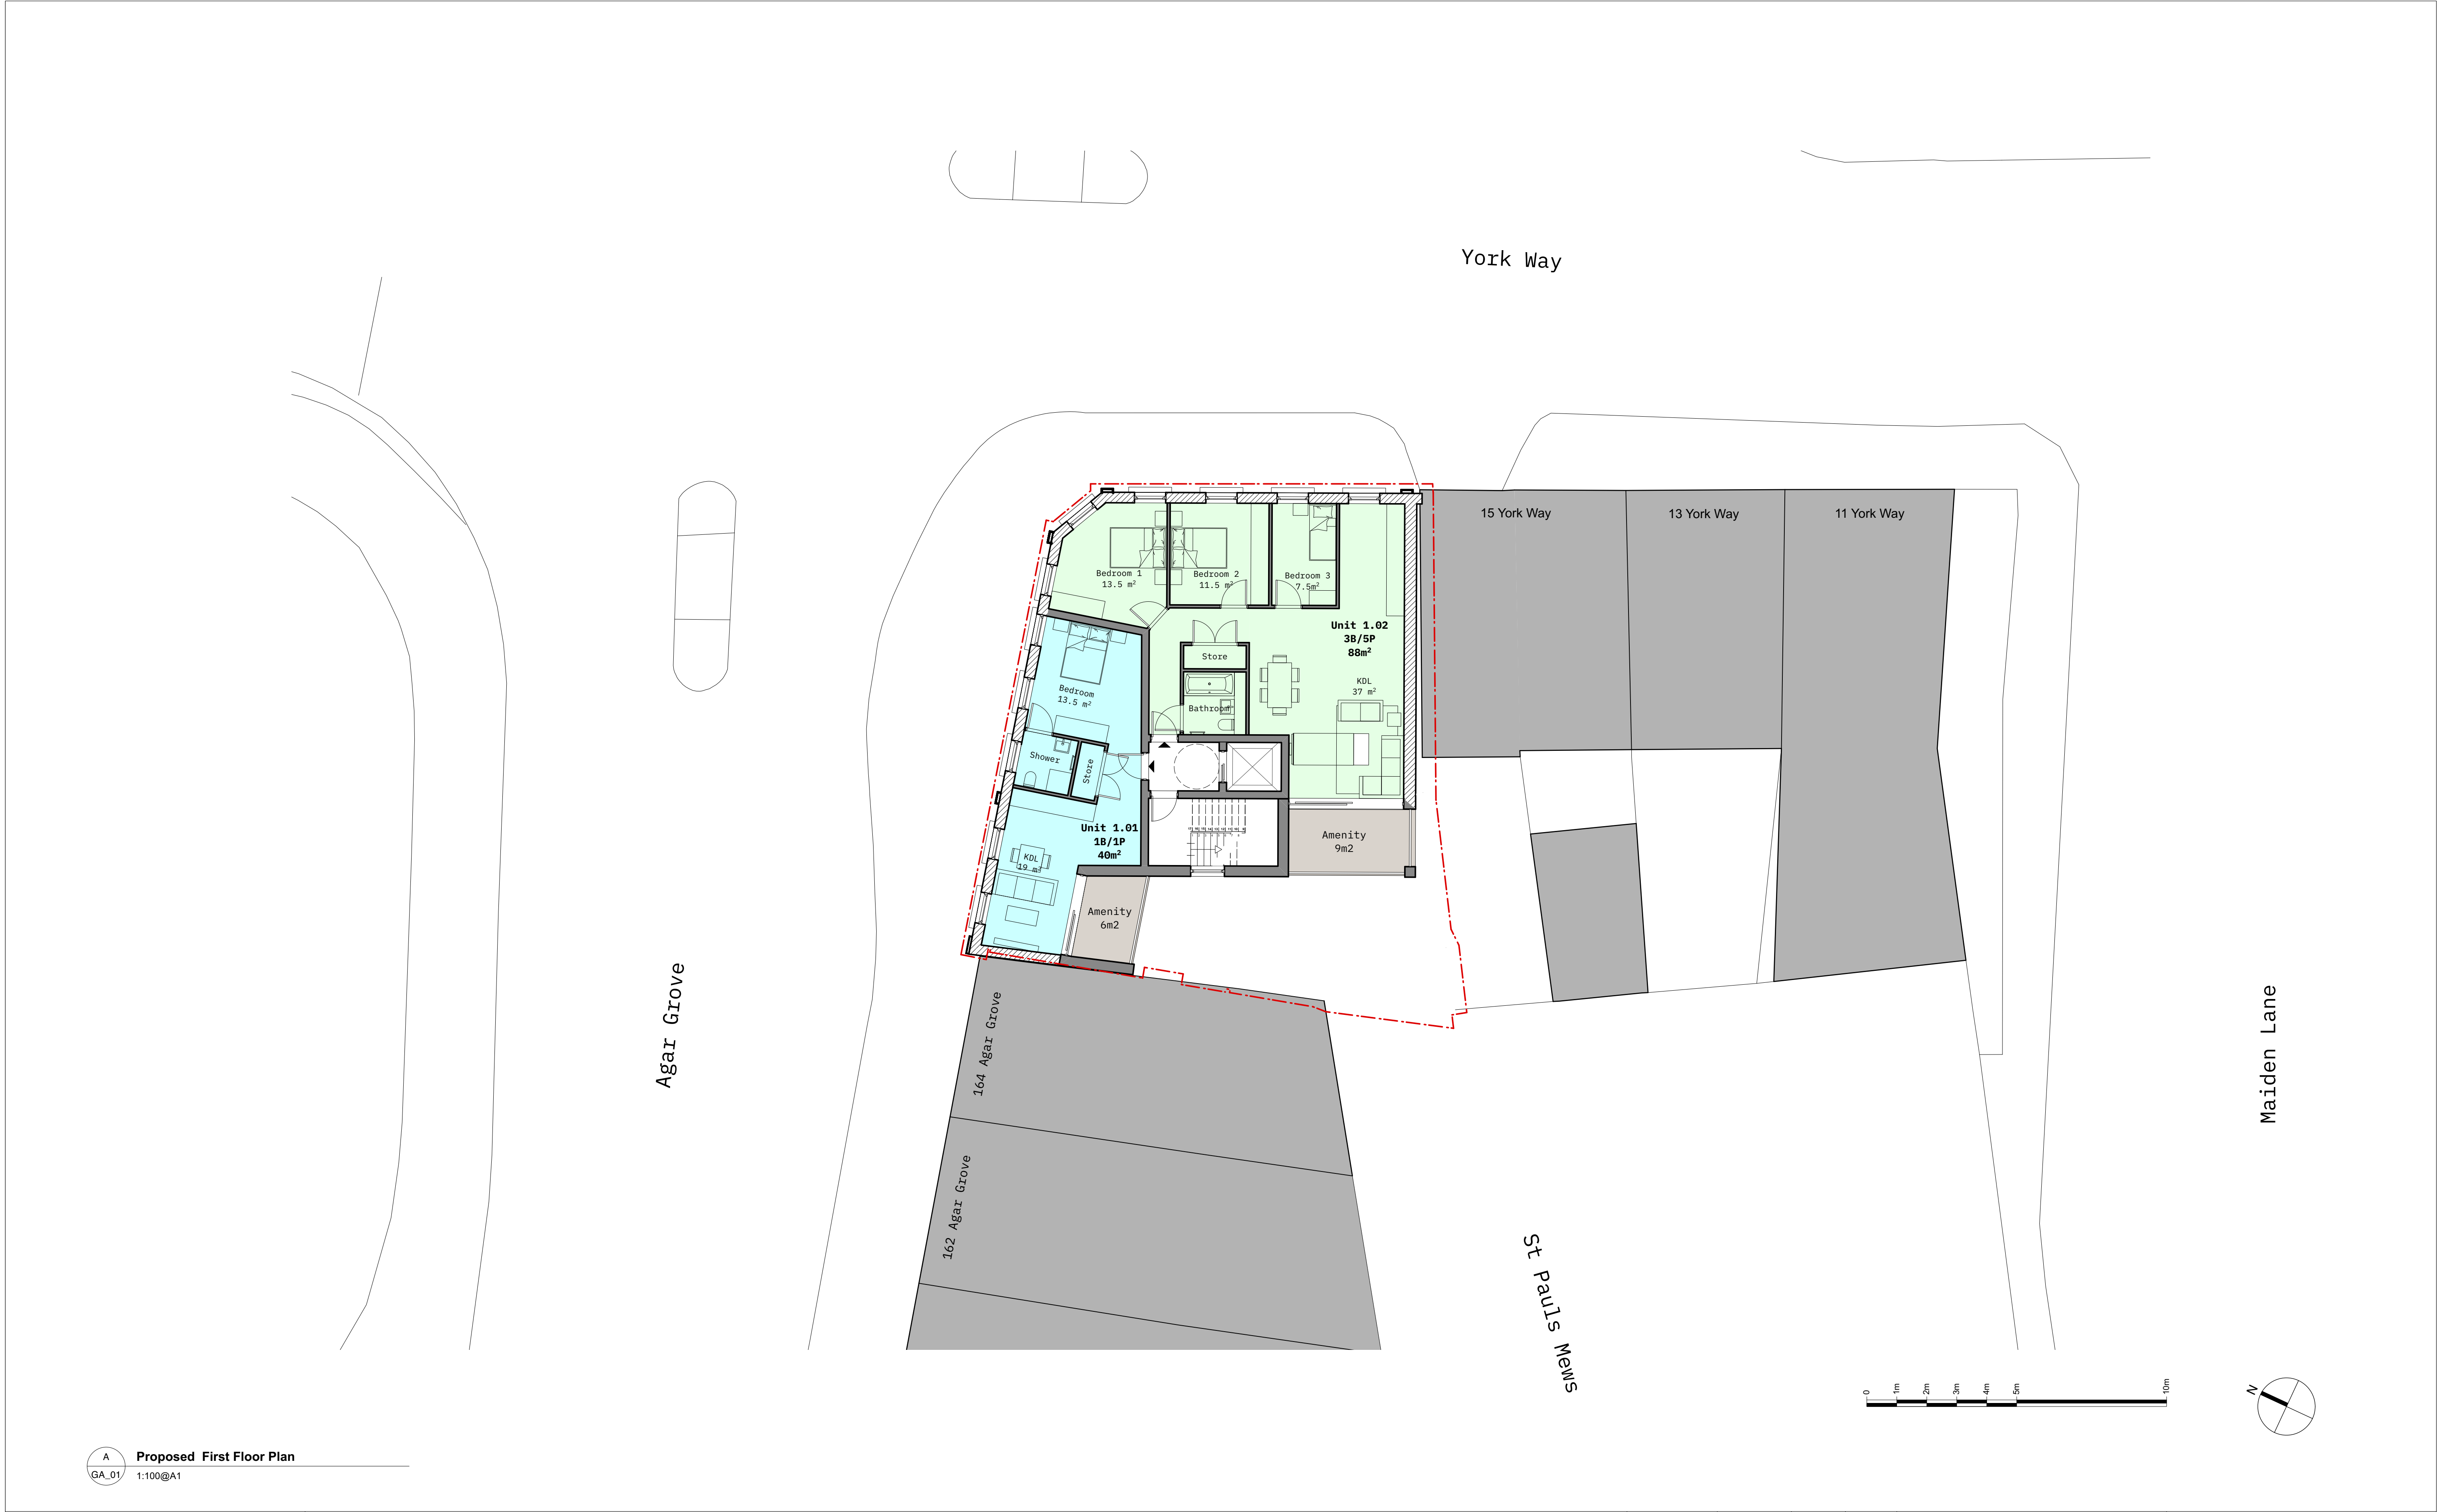 York Way
15 York Way
13 York Way
11 York Way
Bedroom 1
13.5 m²
Bedroom 2
11.5 m²
Bedroom 3
7.5m²
Unit 1.02
3B/5P
88m²
Store
KDL
37 m²
Bathroom
Bedroom
13.5 m²
Shower
Store
Unit 1.01
1B/1P
40m²
KDL
19 m²
Amenity
9m2
Amenity
6m2
Agar Grove
164 Agar Grove
162 Agar Grove
St Pauls Mews
Maiden Lane
0 1m 2m 3m 4m 5m 10m
N
A
GA_01
Proposed First Floor Plan
1:100@A1